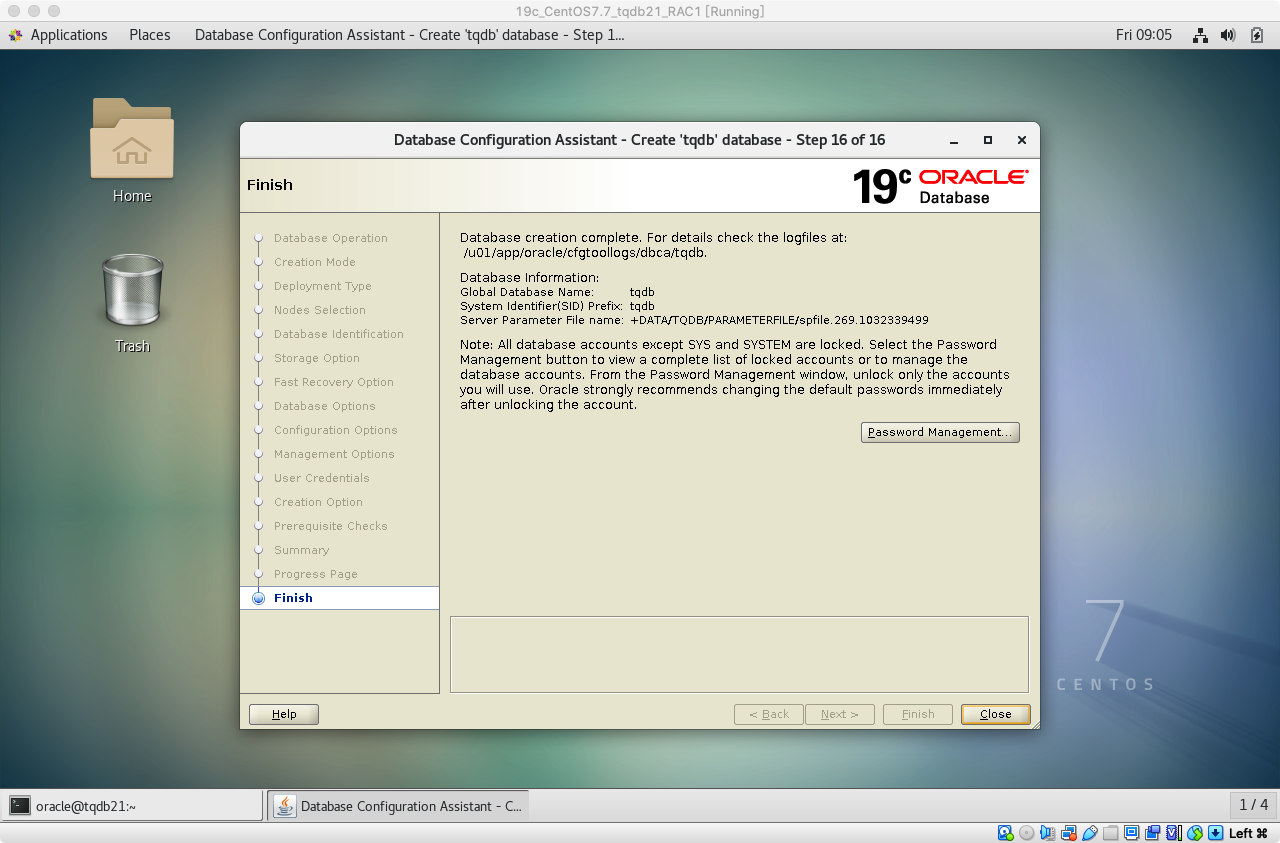 19c_CentOS7.7_tqdb21_RAC1 [Running]
Applications Places Database Configuration Assistant - Create 'tqdb' database - Step 1... Fri 09:05
Home
Trash
Database Configuration Assistant - Create 'tqdb' database - Step 16 of 16
Finish
19c ORACLE
Database
Database Operation
Creation Mode
Deployment Type
Nodes Selection
Database Identification
Storage Option
Fast Recovery Option
Database Options
Configuration Options
Management Options
User Credentials
Creation Option
Prerequisite Checks
Summary
Progress Page
Finish
Database creation complete. For details check the logfiles at:
/u01/app/oracle/cfgtoollogs/dbca/tqdb.
Database Information:
Global Database Name: tqdb
System Identifier(SID) Prefix: tqdb
Server Parameter File name: +DATA/TQDB/PARAMETERFILE/spfile.269.1032339499
Note: All database accounts except SYS and SYSTEM are locked. Select the Password
Management button to view a complete list of locked accounts or to manage the
database accounts. From the Password Management window, unlock only the accounts
you will use. Oracle strongly recommends changing the default passwords immediately
after unlocking the account.
Password Management...
Help < Back Next > Finish Close
7
CENTOS
oracle@tqdb21:~ Database Configuration Assistant - C... 1 / 4
Left ⌘